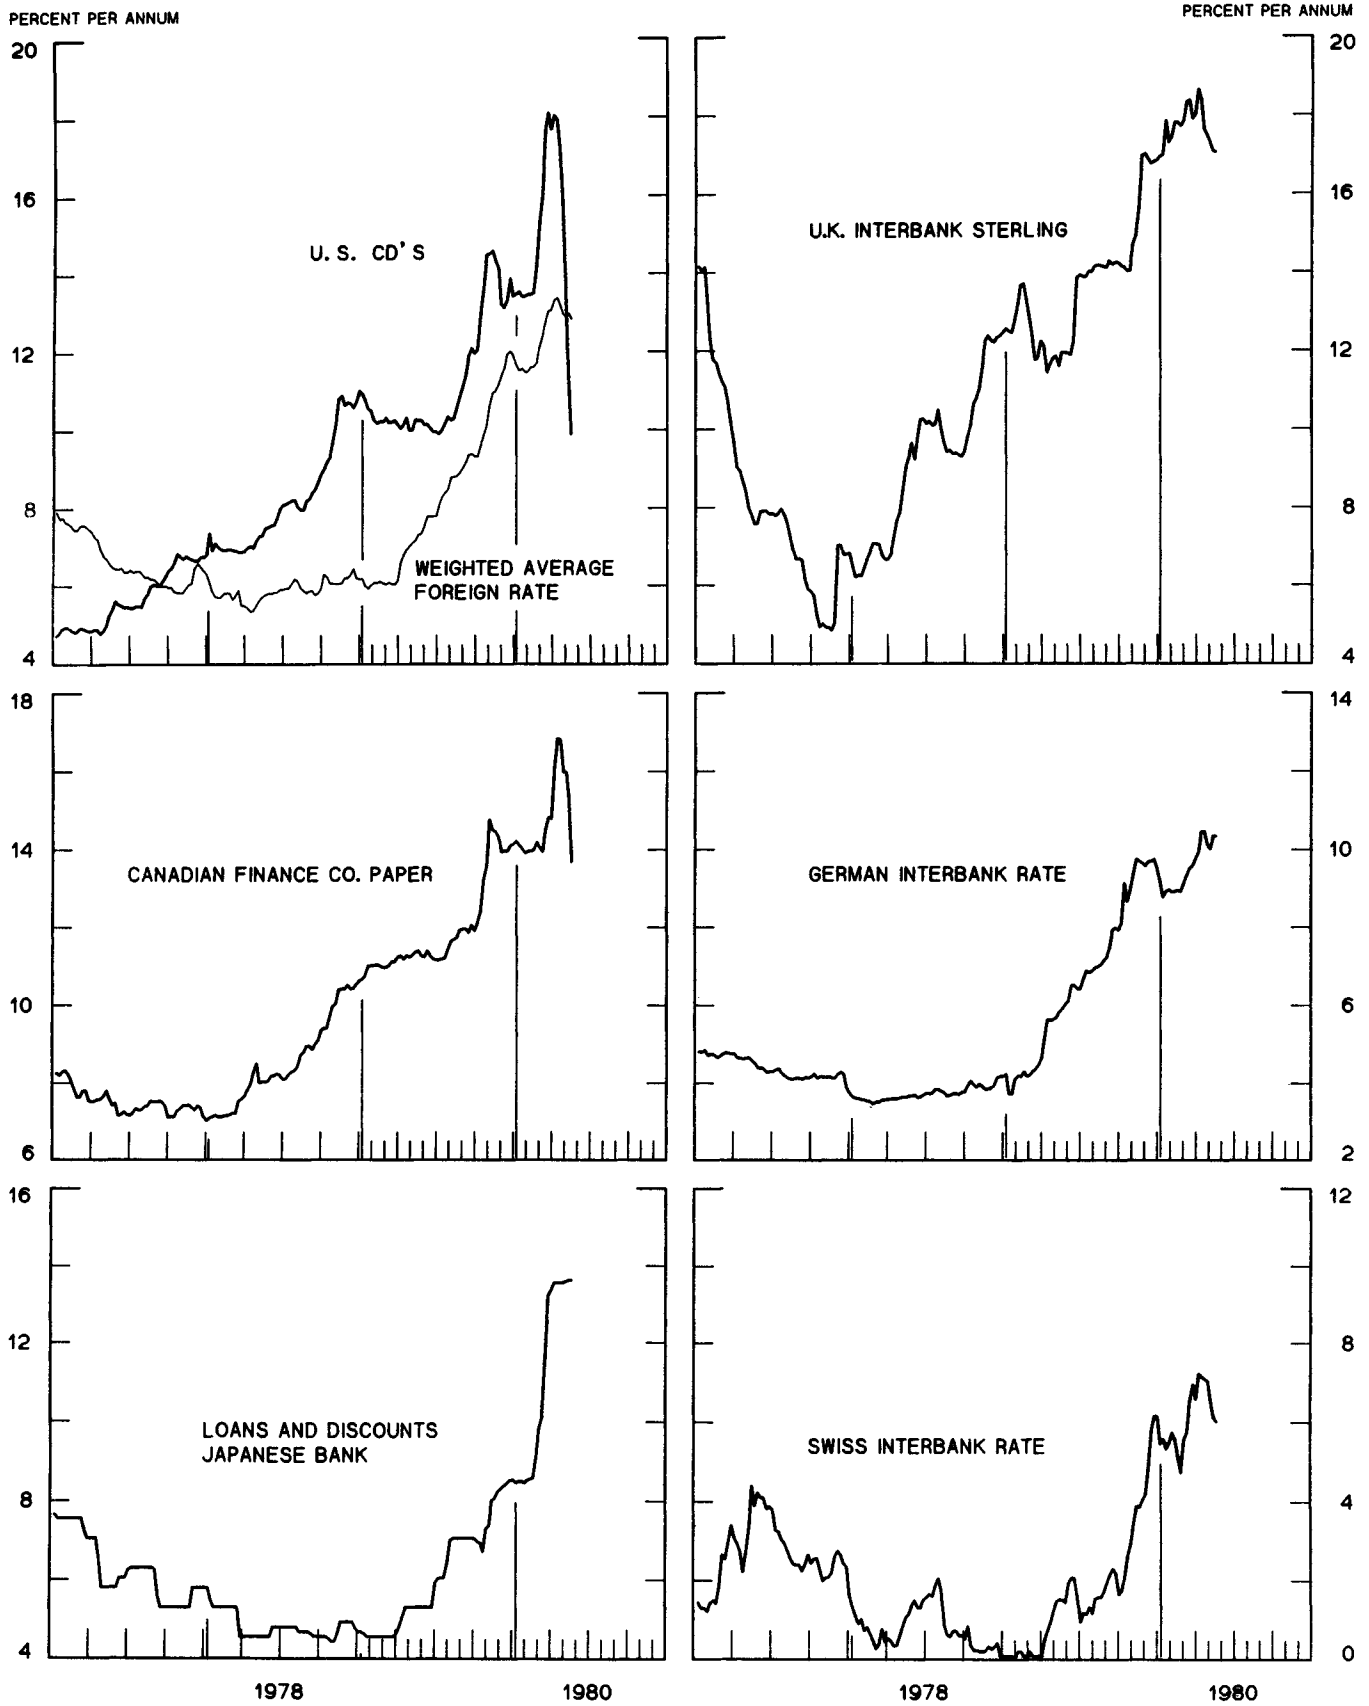 PERCENT PER ANNUM
PERCENT PER ANNUM
20
16
12
8
4
U. S. CD'S
WEIGHTED AVERAGE
FOREIGN RATE
U.K. INTERBANK STERLING
20
16
12
8
4
18
14
10
6
CANADIAN FINANCE CO. PAPER
GERMAN INTERBANK RATE
14
10
6
2
16
12
8
4
LOANS AND DISCOUNTS
JAPANESE BANK
SWISS INTERBANK RATE
12
8
4
0
1978
1980
1978
1980